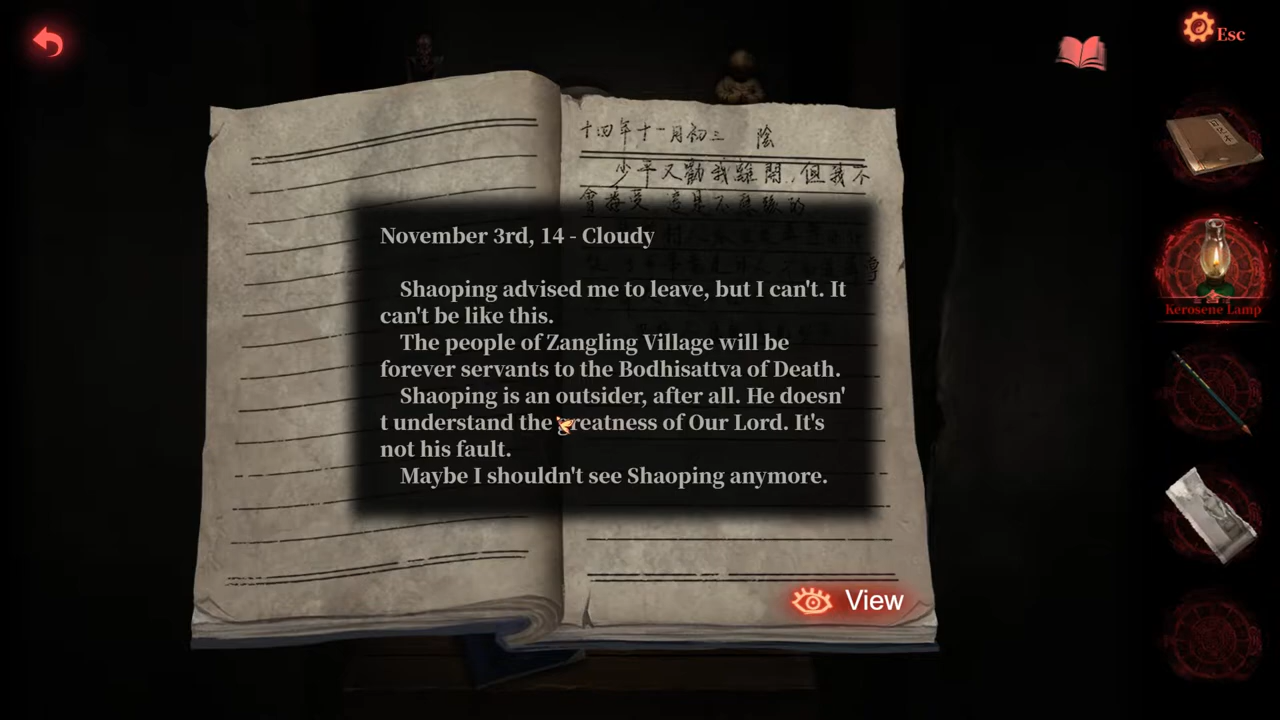 Esc
十四年十一月初三 陰
少平又勸我離開，但我不
會接受，
November 3rd, 14 - Cloudy
Shaoping advised me to leave, but I can't. It
can't be like this.
The people of Zangling Village will be
forever servants to the Bodhisattva of Death.
Shaoping is an outsider, after all. He doesn'
t understand the greatness of Our Lord. It's
not his fault.
Maybe I shouldn't see Shaoping anymore.
Kerosene Lamp
View